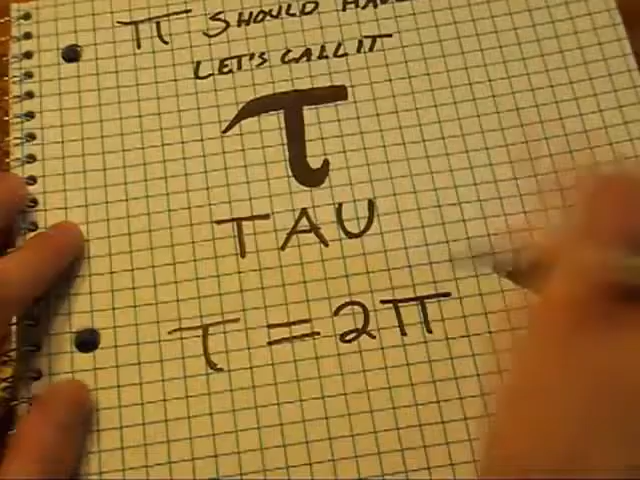 π SHOULD
LET'S CALL IT
τ
TAU
τ = 2π